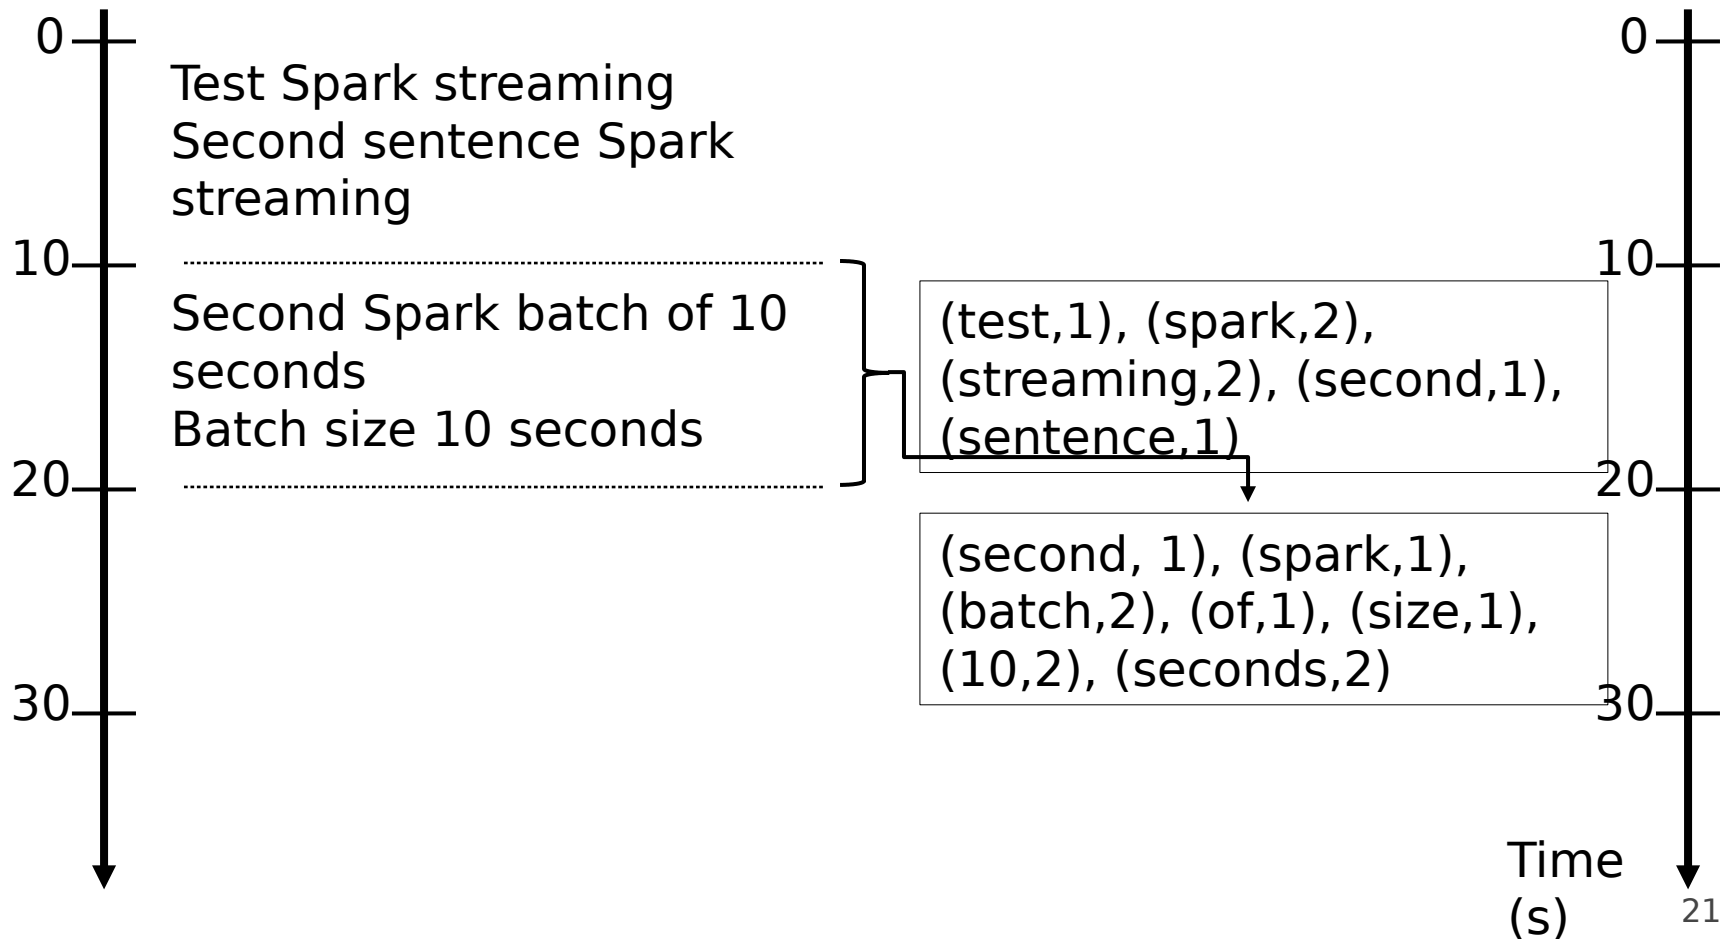 0
Test Spark streaming
Second sentence Spark
streaming
10
Second Spark batch of 10
seconds
Batch size 10 seconds
20
30
(test,1), (spark,2),
(streaming,2), (second,1),
(sentence,1)
(second, 1), (spark,1),
(batch,2), (of,1), (size,1),
(10,2), (seconds,2)
0
10
20
30
Time
(s)
21